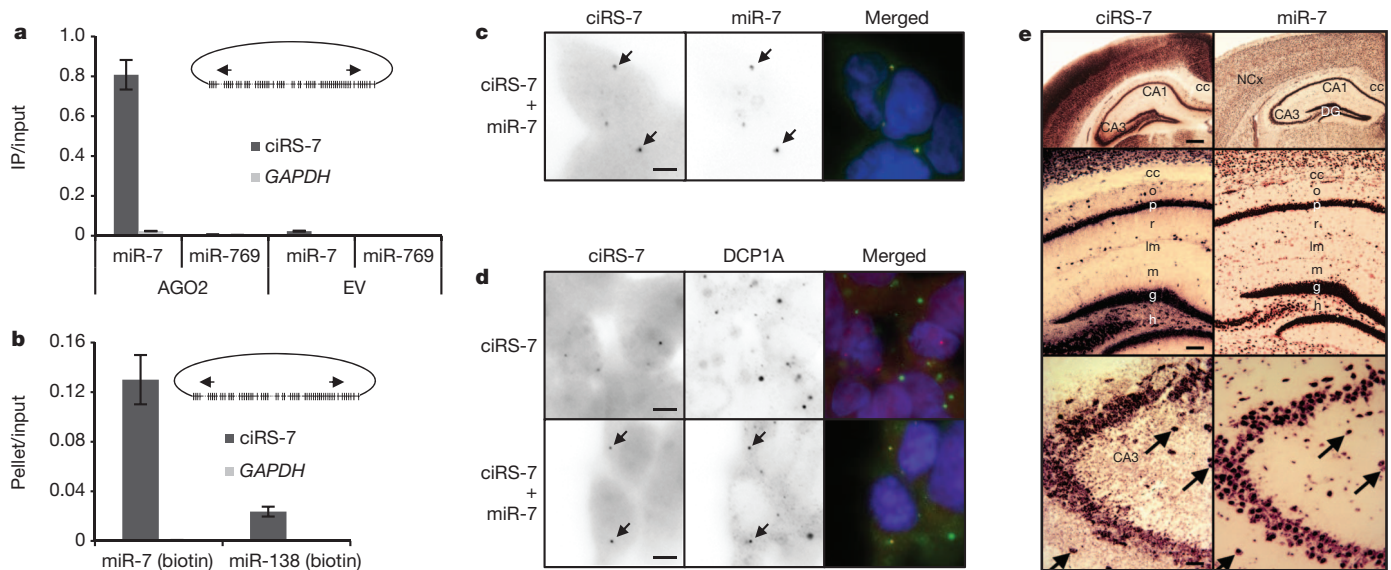 a
1.0
0.8
0.6
0.4
0.2
0
IP/input
ciRS-7
GAPDH
miR-7 miR-769 miR-7 miR-769
AGO2 EV
b
0.16
0.12
0.08
0.04
0
Pellet/input
ciRS-7
GAPDH
miR-7 (biotin) miR-138 (biotin)
c
ciRS-7 miR-7 Merged
ciRS-7
+
miR-7
d
ciRS-7 DCP1A Merged
ciRS-7
ciRS-7
+
miR-7
e
ciRS-7 miR-7
CA1
cc
CA3
NCx
CA1
cc
CA3
DG
cc
o
p
r
lm
m
g
h
cc
o
p
r
lm
m
g
h
CA3